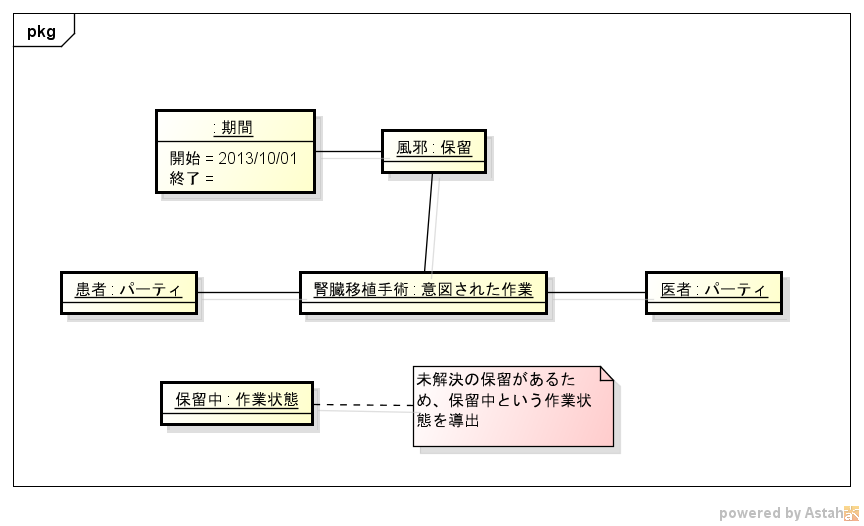 pkg
: 期間
開始 = 2013/10/01
終了 =
風邪 : 保留
患者 : パーティ
腎臓移植手術 : 意図された作業
医者 : パーティ
保留中 : 作業状態
未解決の保留があるた
め、保留中という作業状
態を導出
powered by Astah